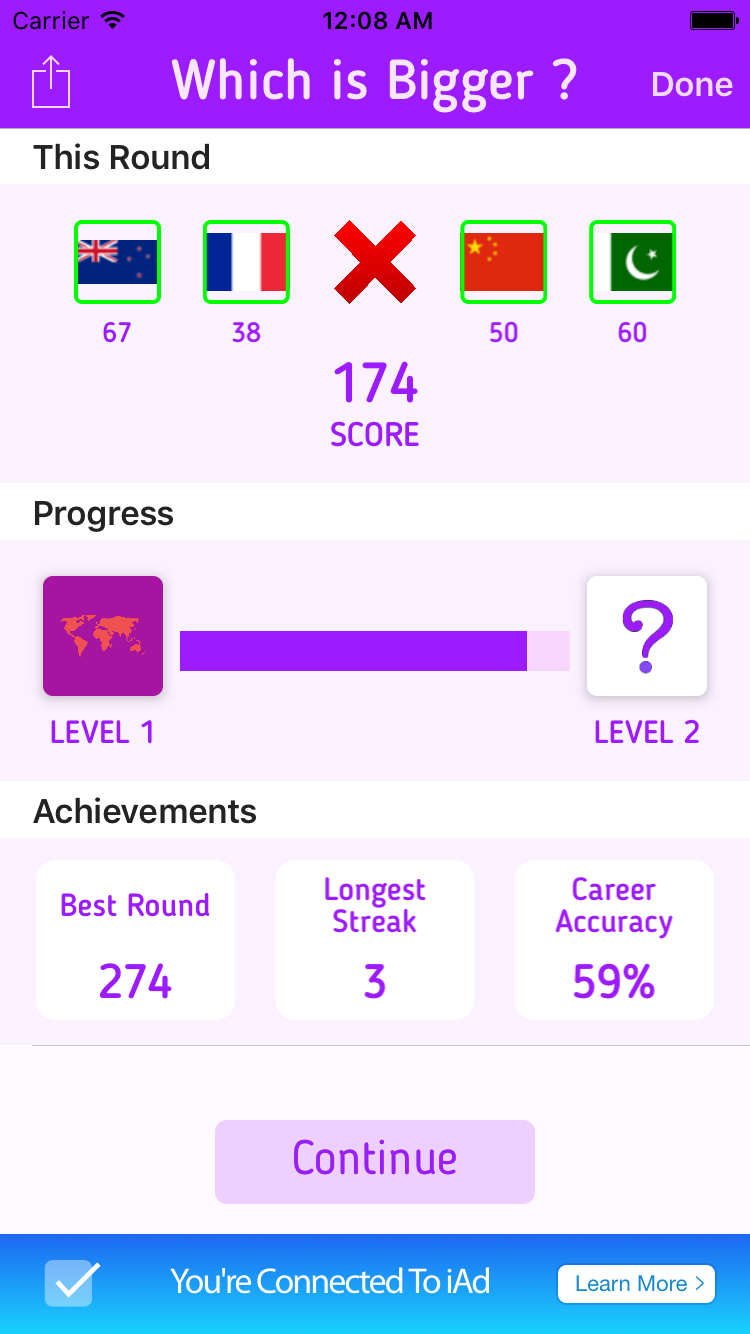 Carrier 12:08 AM
Which is Bigger ?
Done
This Round
67 38 50 60
174
SCORE
Progress
?
LEVEL 1 LEVEL 2
Achievements
Best Round
274
Longest
Streak
3
Career
Accuracy
59%
Continue
You're Connected To iAd
Learn More >